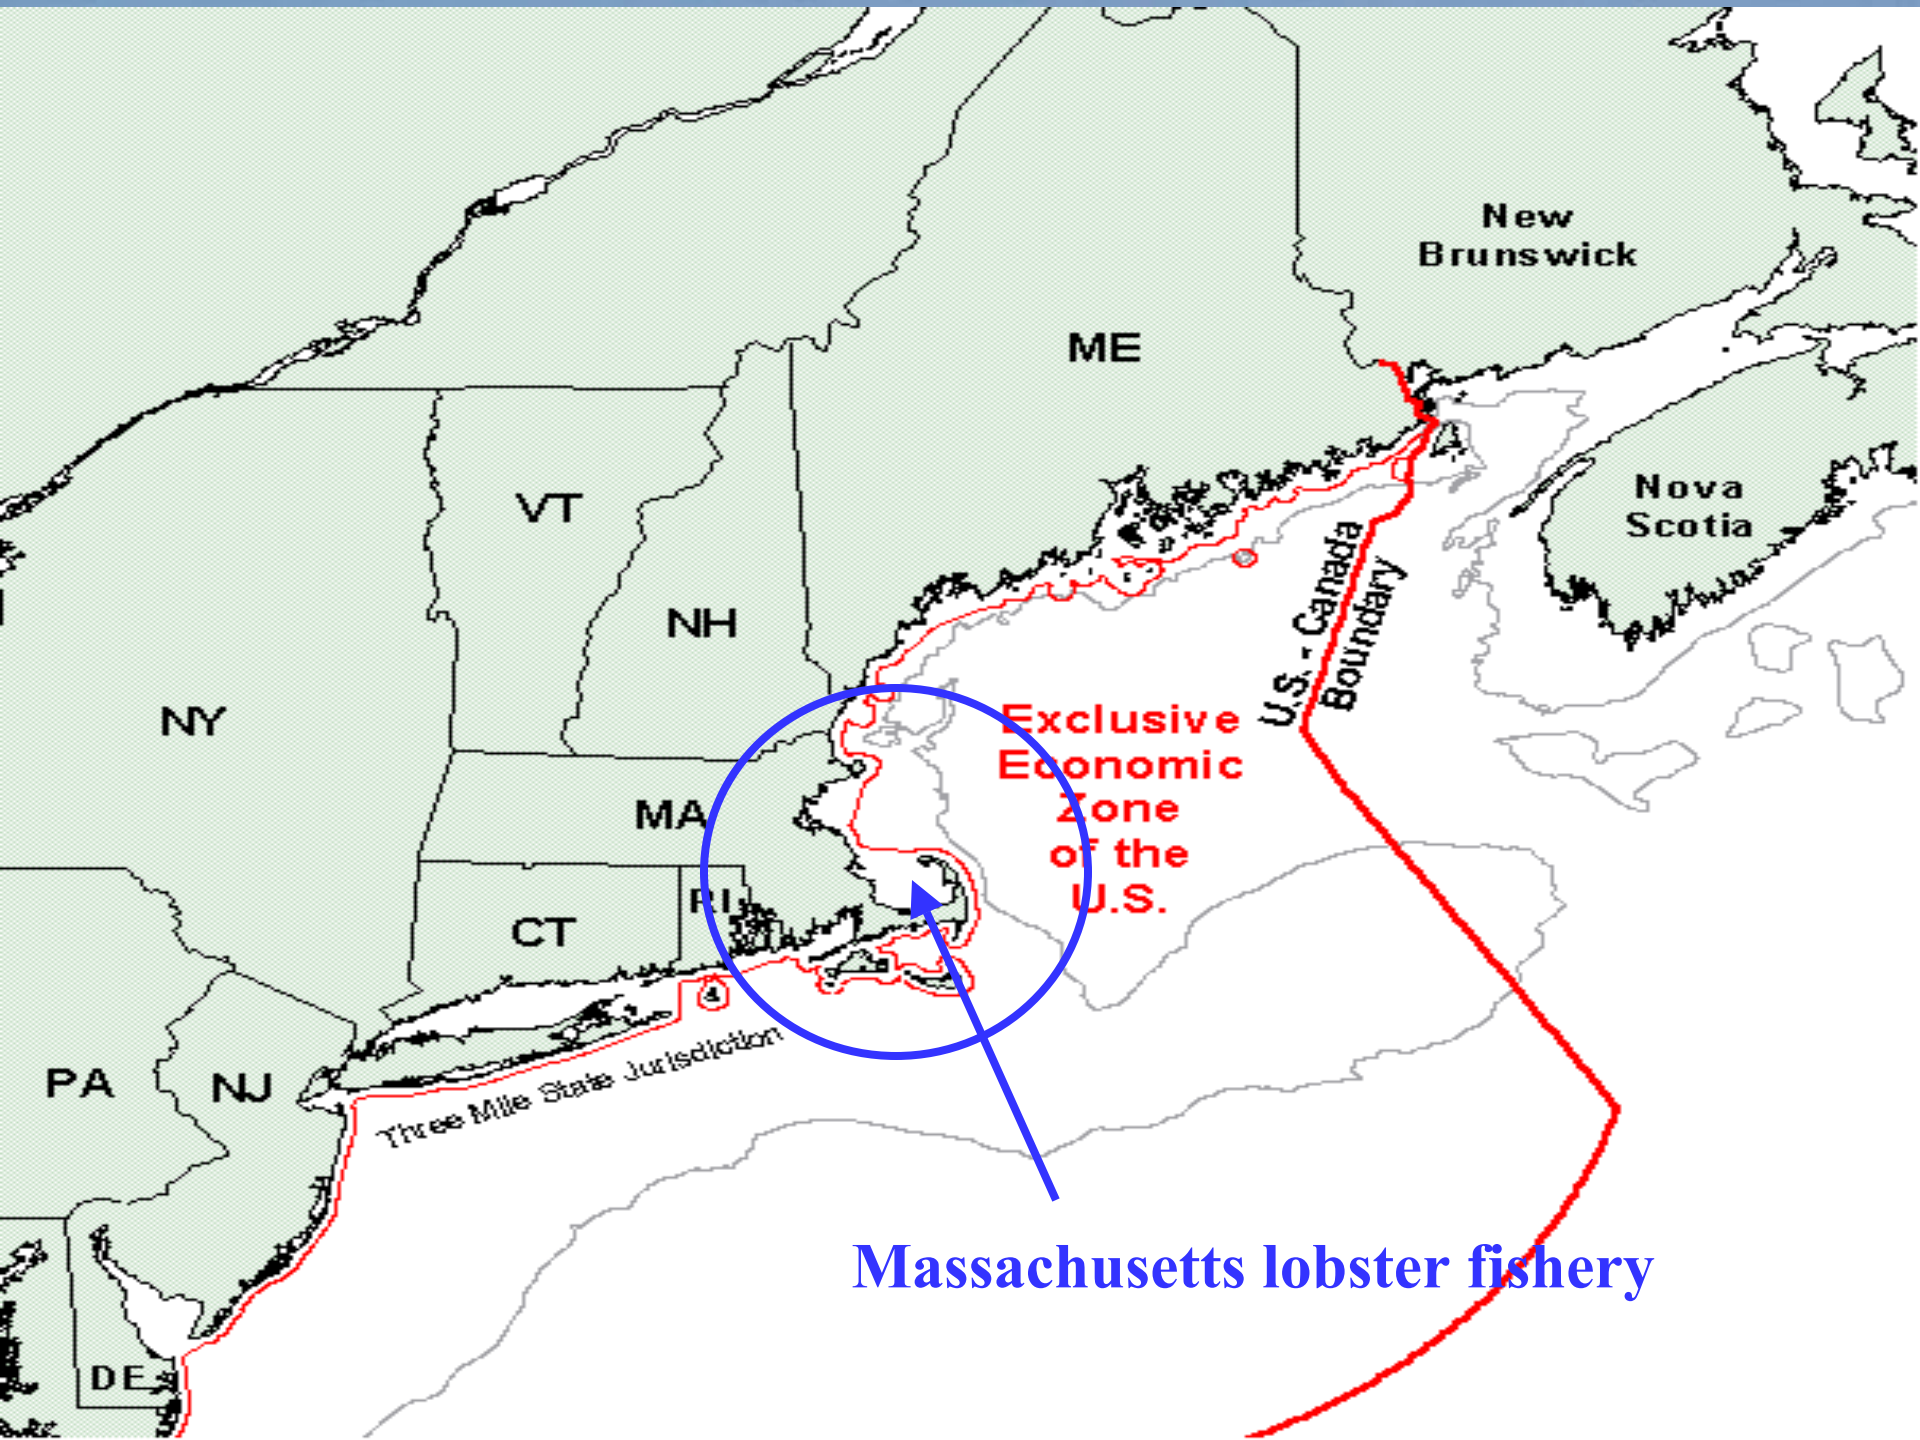 New
Brunswick
ME
Nova
Scotia
VT
U.S. - Canada
Boundary
NH
NY
Exclusive
Economic
Zone
of the
U.S.
MA
RI
CT
Three Mile State Jurisdiction
PA
NJ
Massachusetts lobster fishery
DE